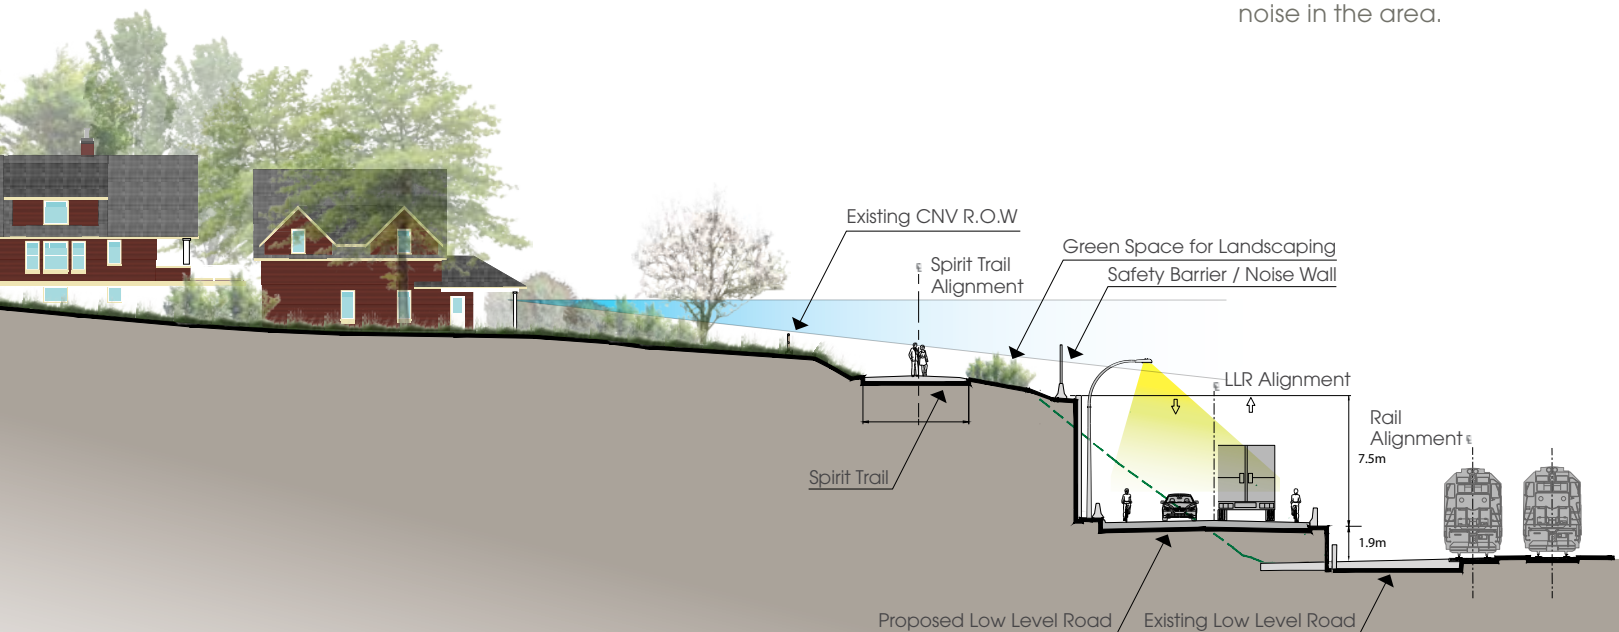 noise in the area.
Existing CNV R.O.W
Green Space for Landscaping
℄ Spirit Trail
Alignment
Safety Barrier / Noise Wall
℄ LLR Alignment
Rail
Alignment ℄
7.5m
Spirit Trail
1.9m
Proposed Low Level Road
Existing Low Level Road